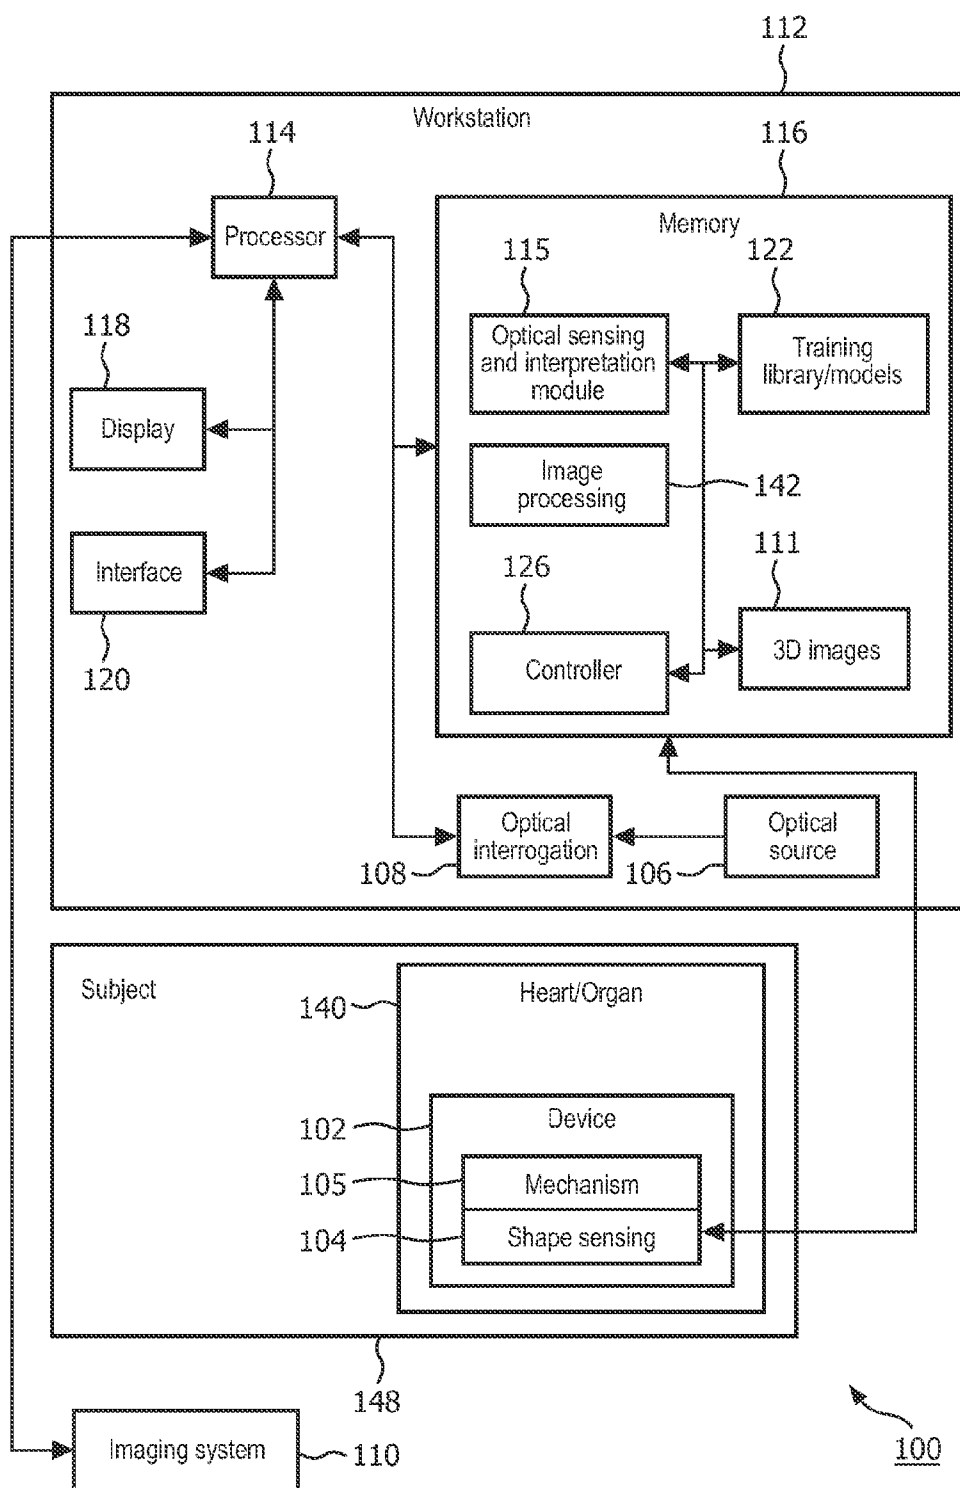 112
Workstation
114
116
Processor
Memory
115
122
Optical sensing
and interpretation
module
Training
library/models
118
Display
Image
processing
142
Interface
120
126
111
Controller
3D images
Optical
interrogation
108
Optical
source
106
Subject
Heart/Organ
140
Device
102
Mechanism
105
Shape sensing
104
148
Imaging system
110
100